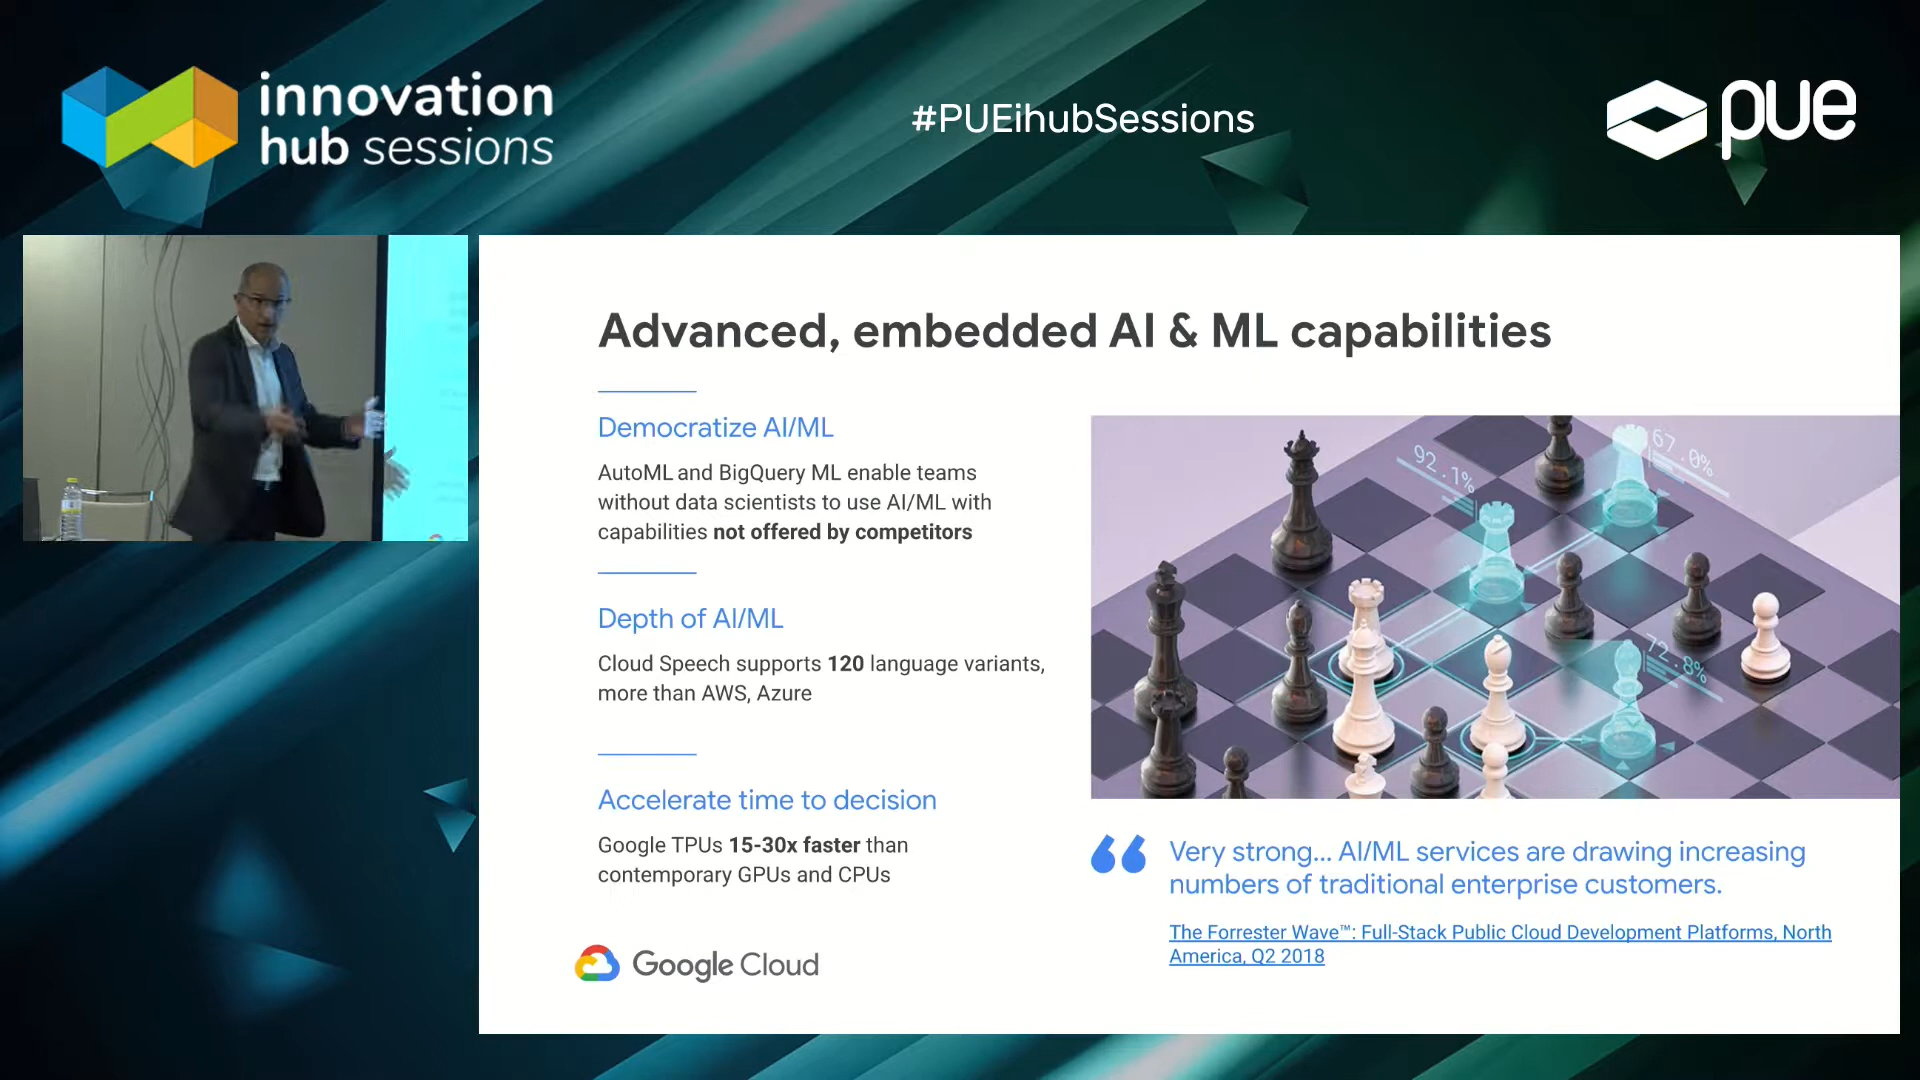 innovation
hub sessions
#PUEihubSessions
pue
Advanced, embedded AI & ML capabilities
Democratize AI/ML
AutoML and BigQuery ML enable teams
without data scientists to use AI/ML with
capabilities not offered by competitors
Depth of AI/ML
Cloud Speech supports 120 language variants,
more than AWS, Azure
Accelerate time to decision
Google TPUs 15-30x faster than
contemporary GPUs and CPUs
Google Cloud
92.1%
67.0%
72.8%
“ Very strong... AI/ML services are drawing increasing
numbers of traditional enterprise customers.
The Forrester Wave™: Full-Stack Public Cloud Development Platforms, North
America, Q2 2018